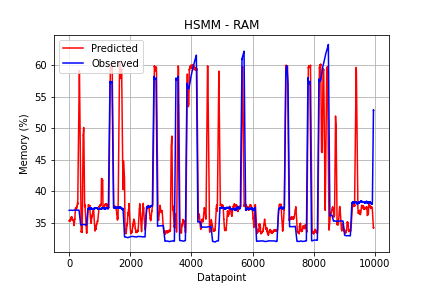 HSMM - RAM
Predicted
Observed
Memory (%)
60
55
50
45
40
35
0
2000
4000
6000
8000
10000
Datapoint